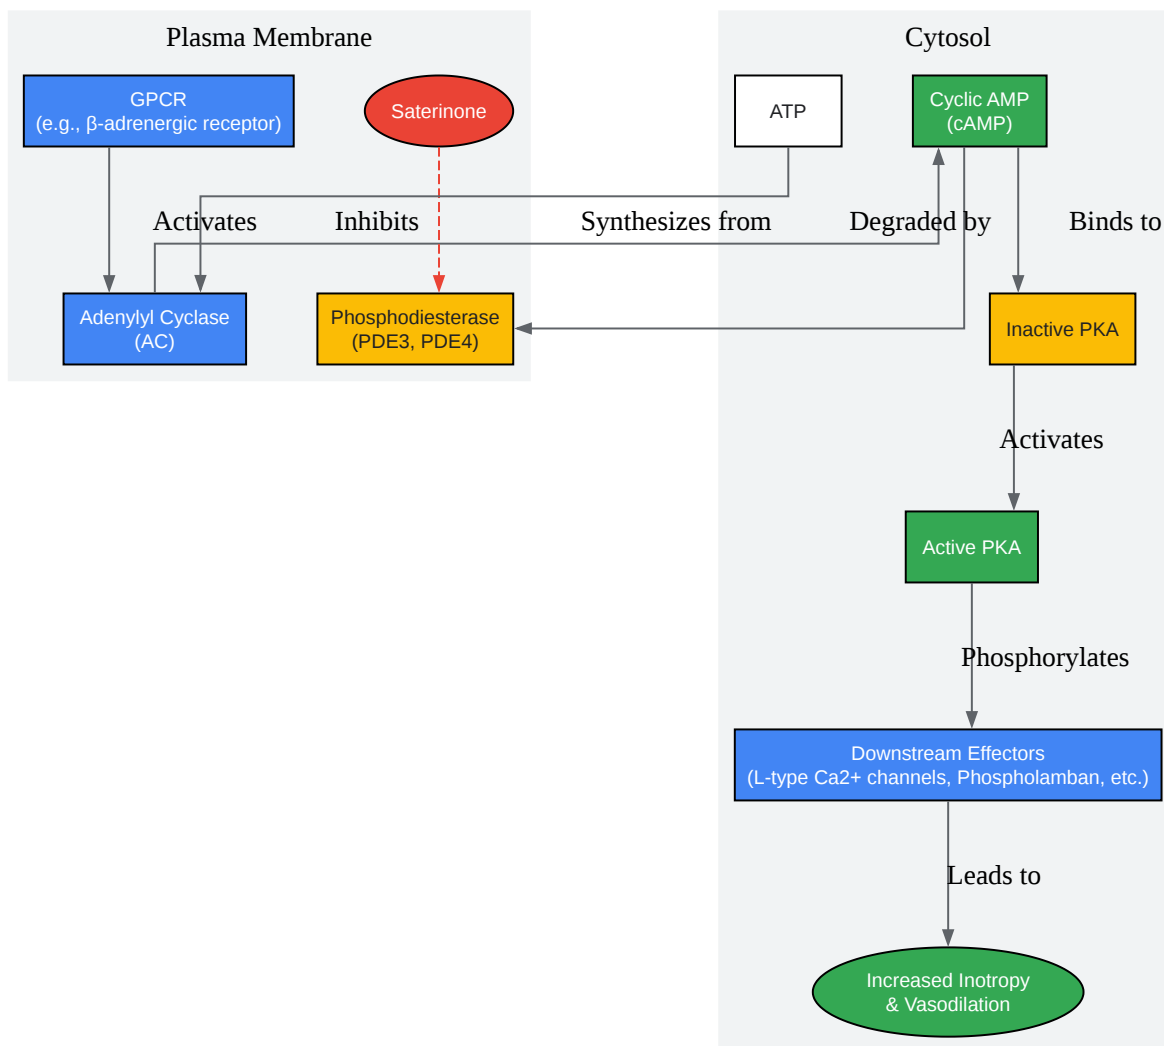 Plasma Membrane
Cytosol
GPCR
(e.g., β-adrenergic receptor)
Saterinone
ATP
Cyclic AMP
(cAMP)
Activates
Inhibits
Synthesizes from
Degraded by
Binds to
Adenylyl Cyclase
(AC)
Phosphodiesterase
(PDE3, PDE4)
Inactive PKA
Activates
Active PKA
Phosphorylates
Downstream Effectors
(L-type Ca2+ channels, Phospholamban, etc.)
Leads to
Increased Inotropy
& Vasodilation